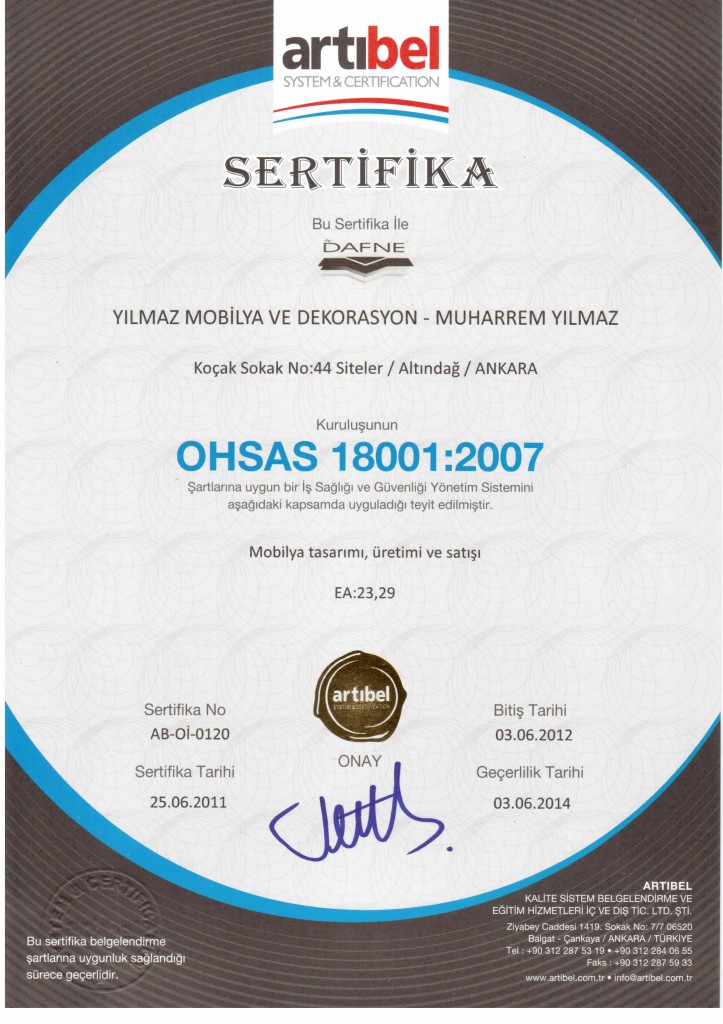 artıbel
SYSTEM & CERTIFICATION
SERTİFİKA
Bu Sertifika İle
DAFNE
YILMAZ MOBİLYA VE DEKORASYON - MUHARREM YILMAZ
Koçak Sokak No:44 Siteler / Altındağ / ANKARA
Kuruluşunun
OHSAS 18001:2007
Şartlarına uygun bir İş Sağlığı ve Güvenliği Yönetim Sistemini
aşağıdaki kapsamda uyguladığı teyit edilmiştir.
Mobilya tasarımı, üretimi ve satışı
EA:23,29
artıbel
SYSTEM & CERTIFICATION
Sertifika No
AB-Oİ-0120
Sertifika Tarihi
25.06.2011
ONAY
Bitiş Tarihi
03.06.2012
Geçerlilik Tarihi
03.06.2014
Bu sertifika belgelendirme
şartlarına uygunluk sağlandığı
sürece geçerlidir.
ARTIBEL
KALİTE SİSTEM BELGELENDİRME VE
EĞİTİM HİZMETLERİ İÇ VE DIŞ TİC. LTD. ŞTİ.
Ziyabey Caddesi 1419. Sokak No: 7/7 06520
Balgat - Çankaya / ANKARA / TÜRKİYE
Tel : +90 312 287 53 19 • +90 312 284 06 55
Faks : +90 312 287 59 33
www.artibel.com.tr • info@artibel.com.tr